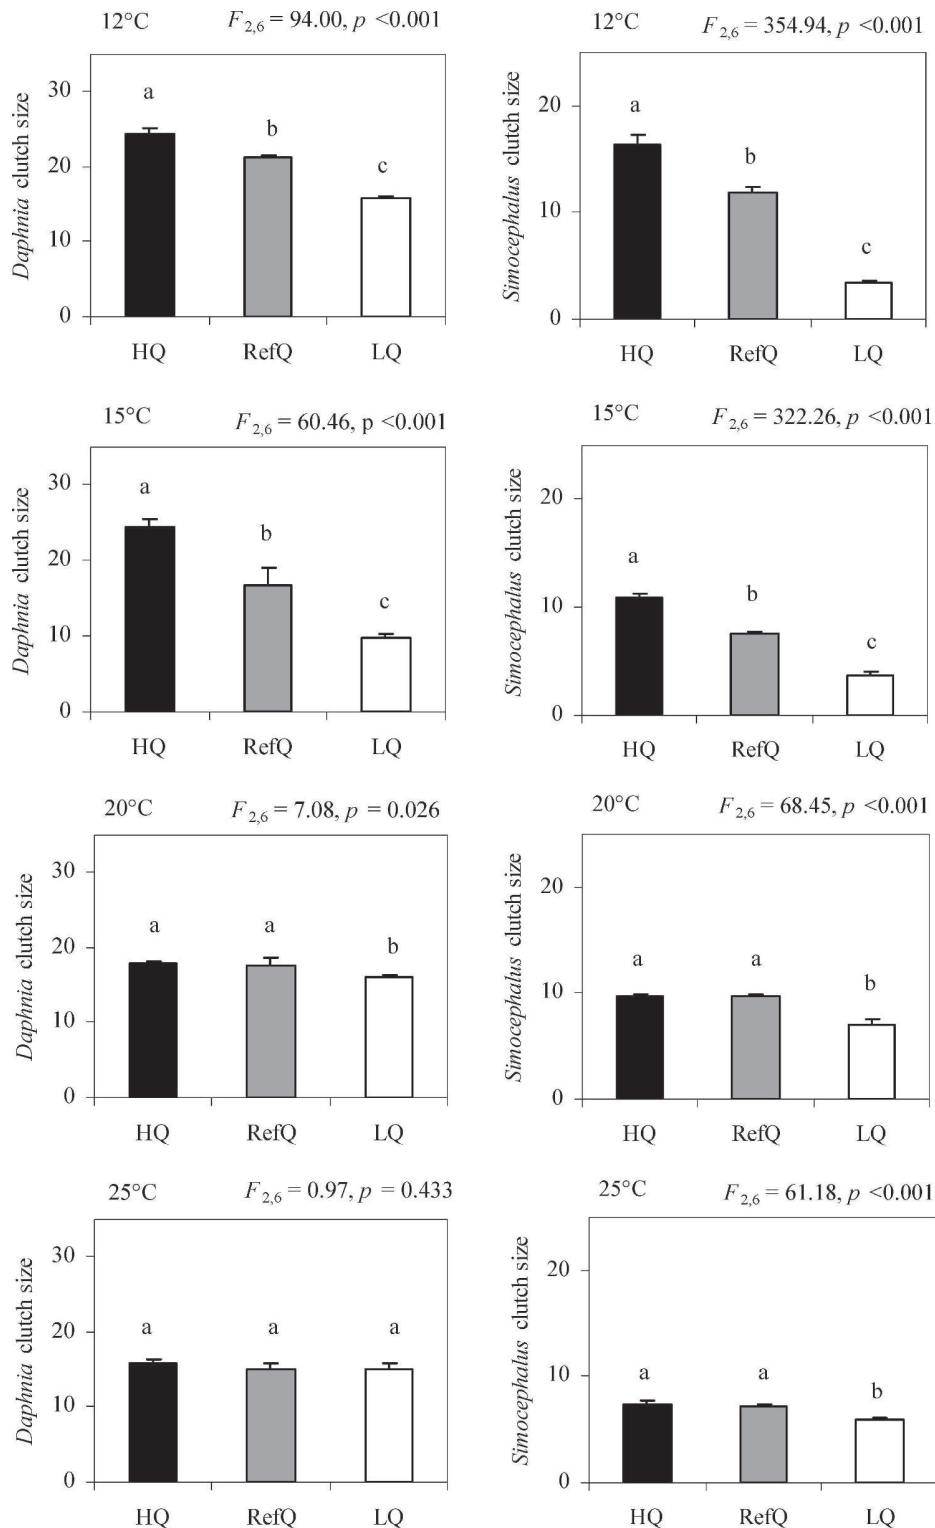 12°C F2,6 = 94.00, p <0.001
Daphnia clutch size
30
20
10
0
a
b
c
HQ RefQ LQ
12°C F2,6 = 354.94, p <0.001
Simocephalus clutch size
20
10
0
a
b
c
HQ RefQ LQ
15°C F2,6 = 60.46, p <0.001
Daphnia clutch size
30
20
10
0
a
b
c
HQ RefQ LQ
15°C F2,6 = 322.26, p <0.001
Simocephalus clutch size
20
10
0
a
b
c
HQ RefQ LQ
20°C F2,6 = 7.08, p = 0.026
Daphnia clutch size
30
20
10
0
a a b
HQ RefQ LQ
20°C F2,6 = 68.45, p <0.001
Simocephalus clutch size
20
10
0
a a b
HQ RefQ LQ
25°C F2,6 = 0.97, p = 0.433
Daphnia clutch size
30
20
10
0
a a a
HQ RefQ LQ
25°C F2,6 = 61.18, p <0.001
Simocephalus clutch size
20
10
0
a a b
HQ RefQ LQ